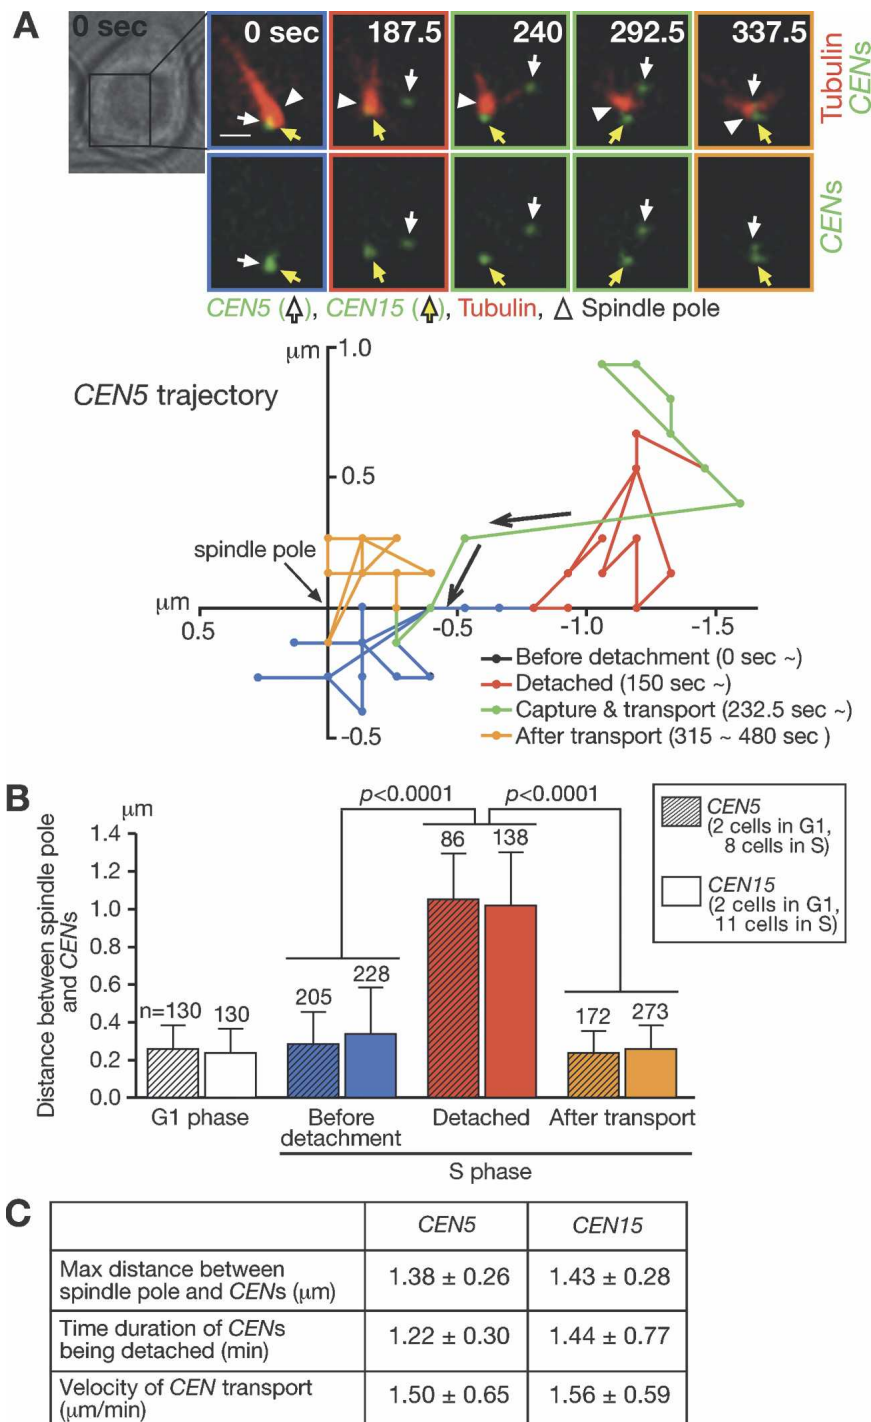 A
0 sec
0 sec
187.5
240
292.5
337.5
Tubulin
CENs
CENs
CEN5 (⇧), CEN15 (⇧), Tubulin, △ Spindle pole
CEN5 trajectory
μm
1.0
0.5
spindle pole
μm
0.5
-0.5
-1.0
-1.5
-0.5
Before detachment (0 sec ~)
Detached (150 sec ~)
Capture & transport (232.5 sec ~)
After transport (315 ~ 480 sec )
B
μm
Distance between spindle pole
and CENs
1.4
1.2
1.0
0.8
0.6
0.4
0.2
0.0
p<0.0001
p<0.0001
n=130
130
205
228
86
138
172
273
G1 phase
Before
detachment
Detached
After transport
S phase
CEN5
(2 cells in G1,
8 cells in S)
CEN15
(2 cells in G1,
11 cells in S)
C
CEN5
CEN15
Max distance between
spindle pole and CENs (μm)
1.38 ± 0.26
1.43 ± 0.28
Time duration of CENs
being detached (min)
1.22 ± 0.30
1.44 ± 0.77
Velocity of CEN transport
(μm/min)
1.50 ± 0.65
1.56 ± 0.59